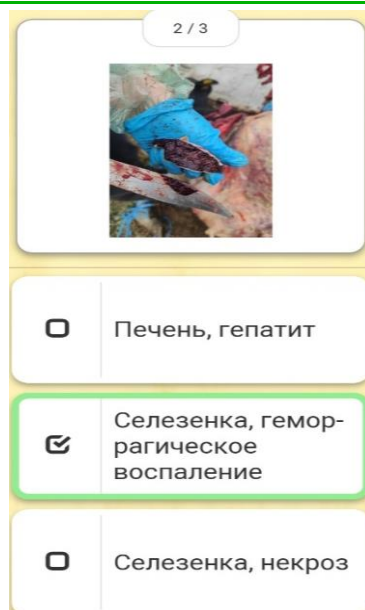 2 / 3
Печень, гепатит
Селезенка, гемор-
рагическое
воспаление
Селезенка, некроз